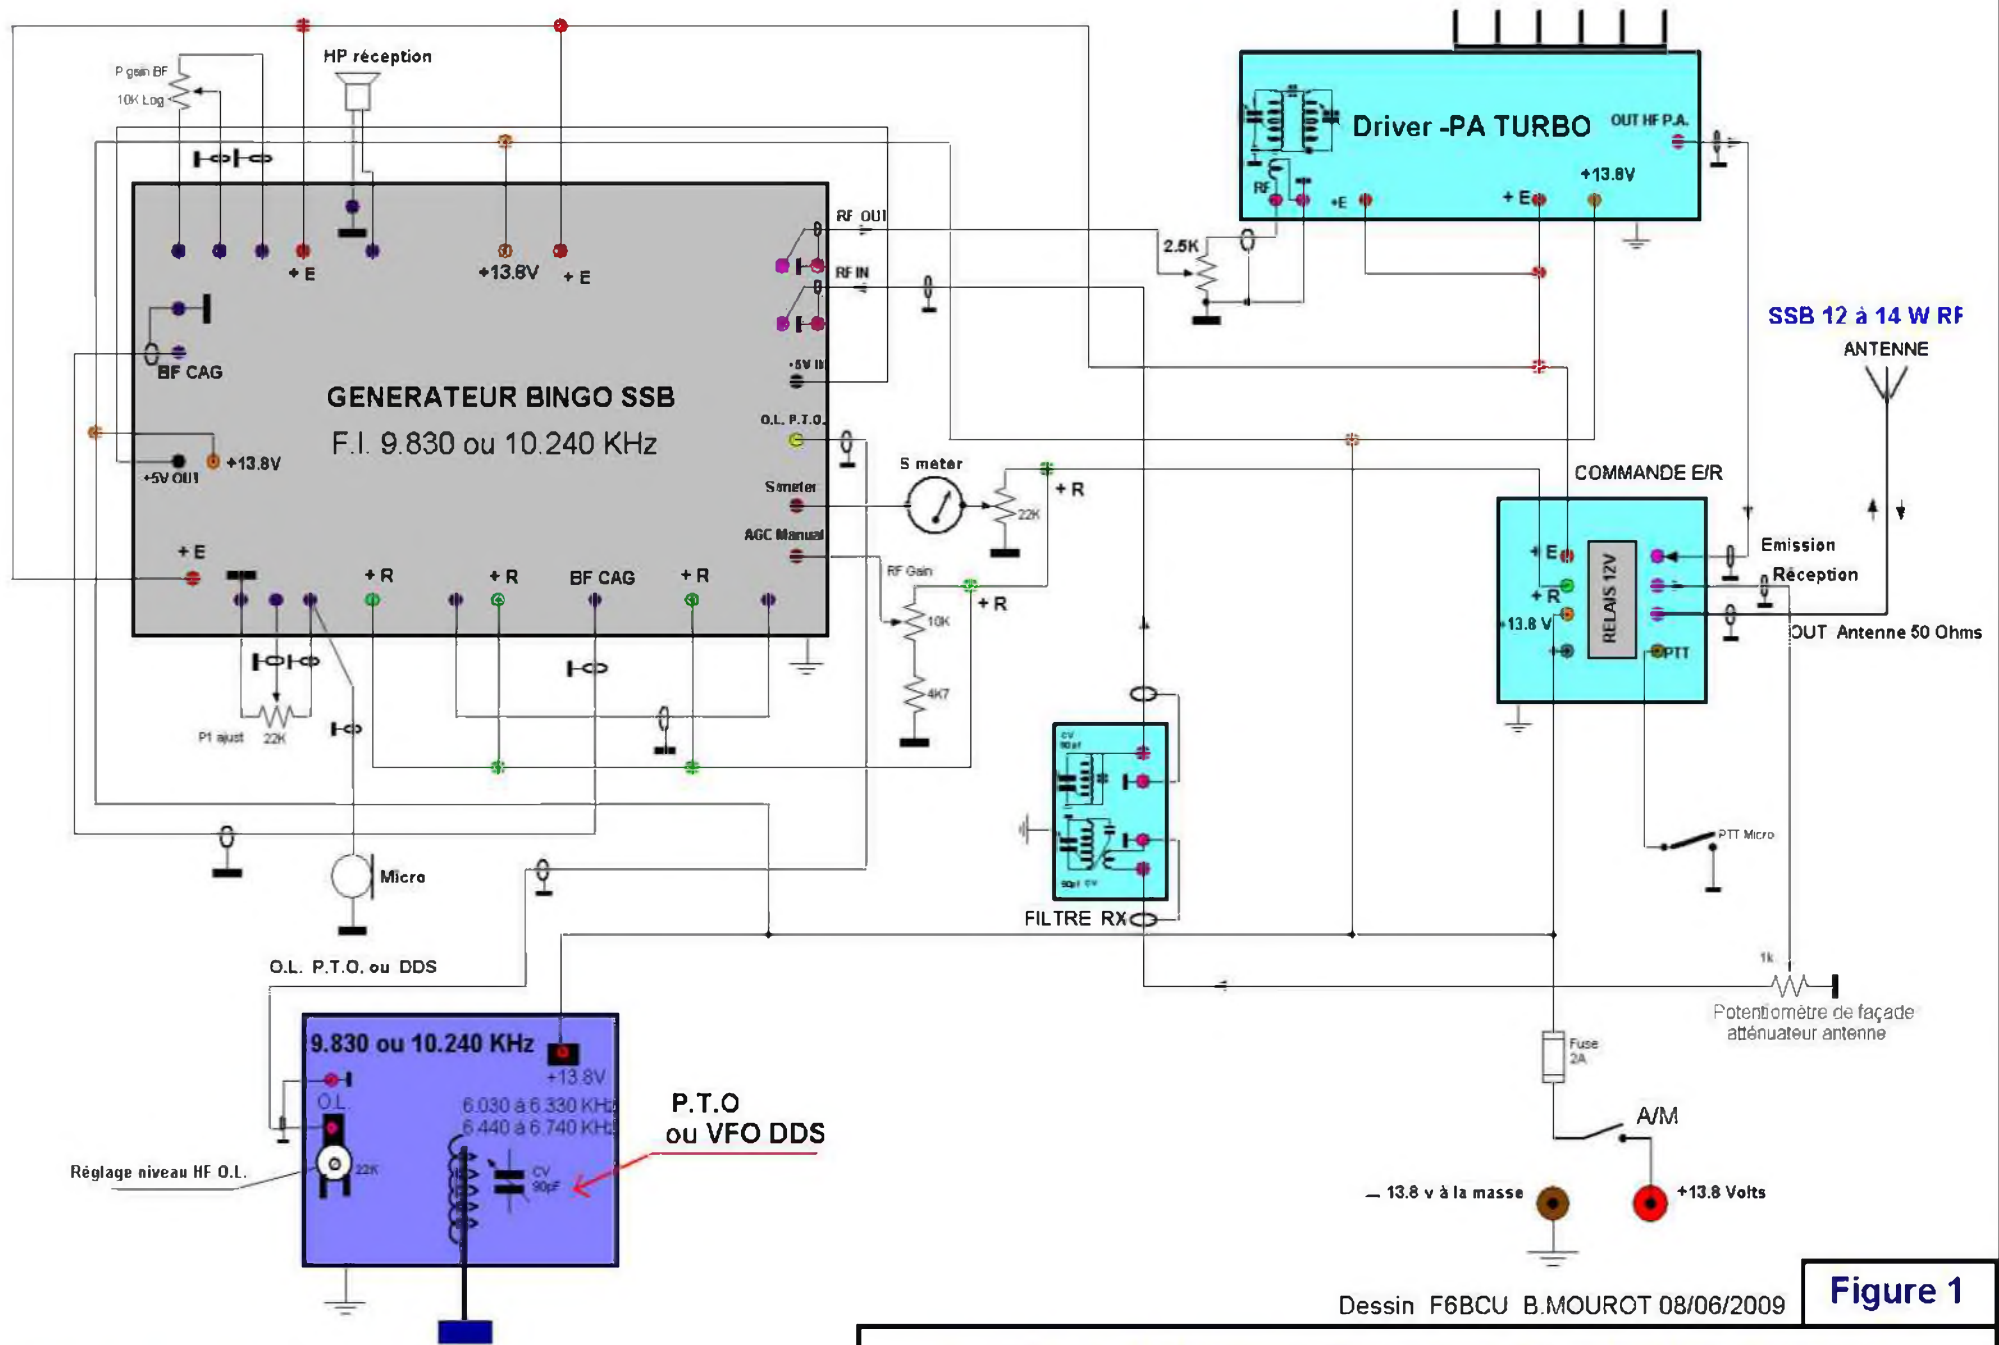 HP réception
P gain BF
10K Log
Driver -PA TURBO
OUT HF P.A.
+13.8V
RF
+E
+ E
RF OUT
RF IN
2.5K
+ E
+13.8V
+ E
SSB 12 à 14 W RF
ANTENNE
BF CAG
+5V IN
GENERATEUR BINGO SSB
F.I. 9.830 ou 10.240 KHz
O.L. P.T.O.
+13.8V
+5V OUT
S meter
S meter
22K
+ R
COMMANDE E/R
AGC Manual
RF Gain
+ E
+ R
+ R
BF CAG
+ R
+ R
10K
4K7
+ E
+ R
+13.8 V
+
RELAIS 12V
PTT
Emission
Réception
OUT Antenne 50 Ohms
P1 ajust
22K
CV
90pf
90pf CV
FILTRE RX
PTT Micro
Micro
O.L. P.T.O. ou DDS
1k
Potentiomètre de façade
atténuateur antenne
9.830 ou 10.240 KHz
+13.8V
O.L.
6.030 à 6.330 KHz
6.440 à 6.740 KHz
P.T.O
ou VFO DDS
Fuse
2A
A/M
Réglage niveau HF O.L.
22K
CV
90pF
– 13.8 v à la masse
+13.8 Volts
Dessin F6BCU B.MOUROT 08/06/2009
Figure 1